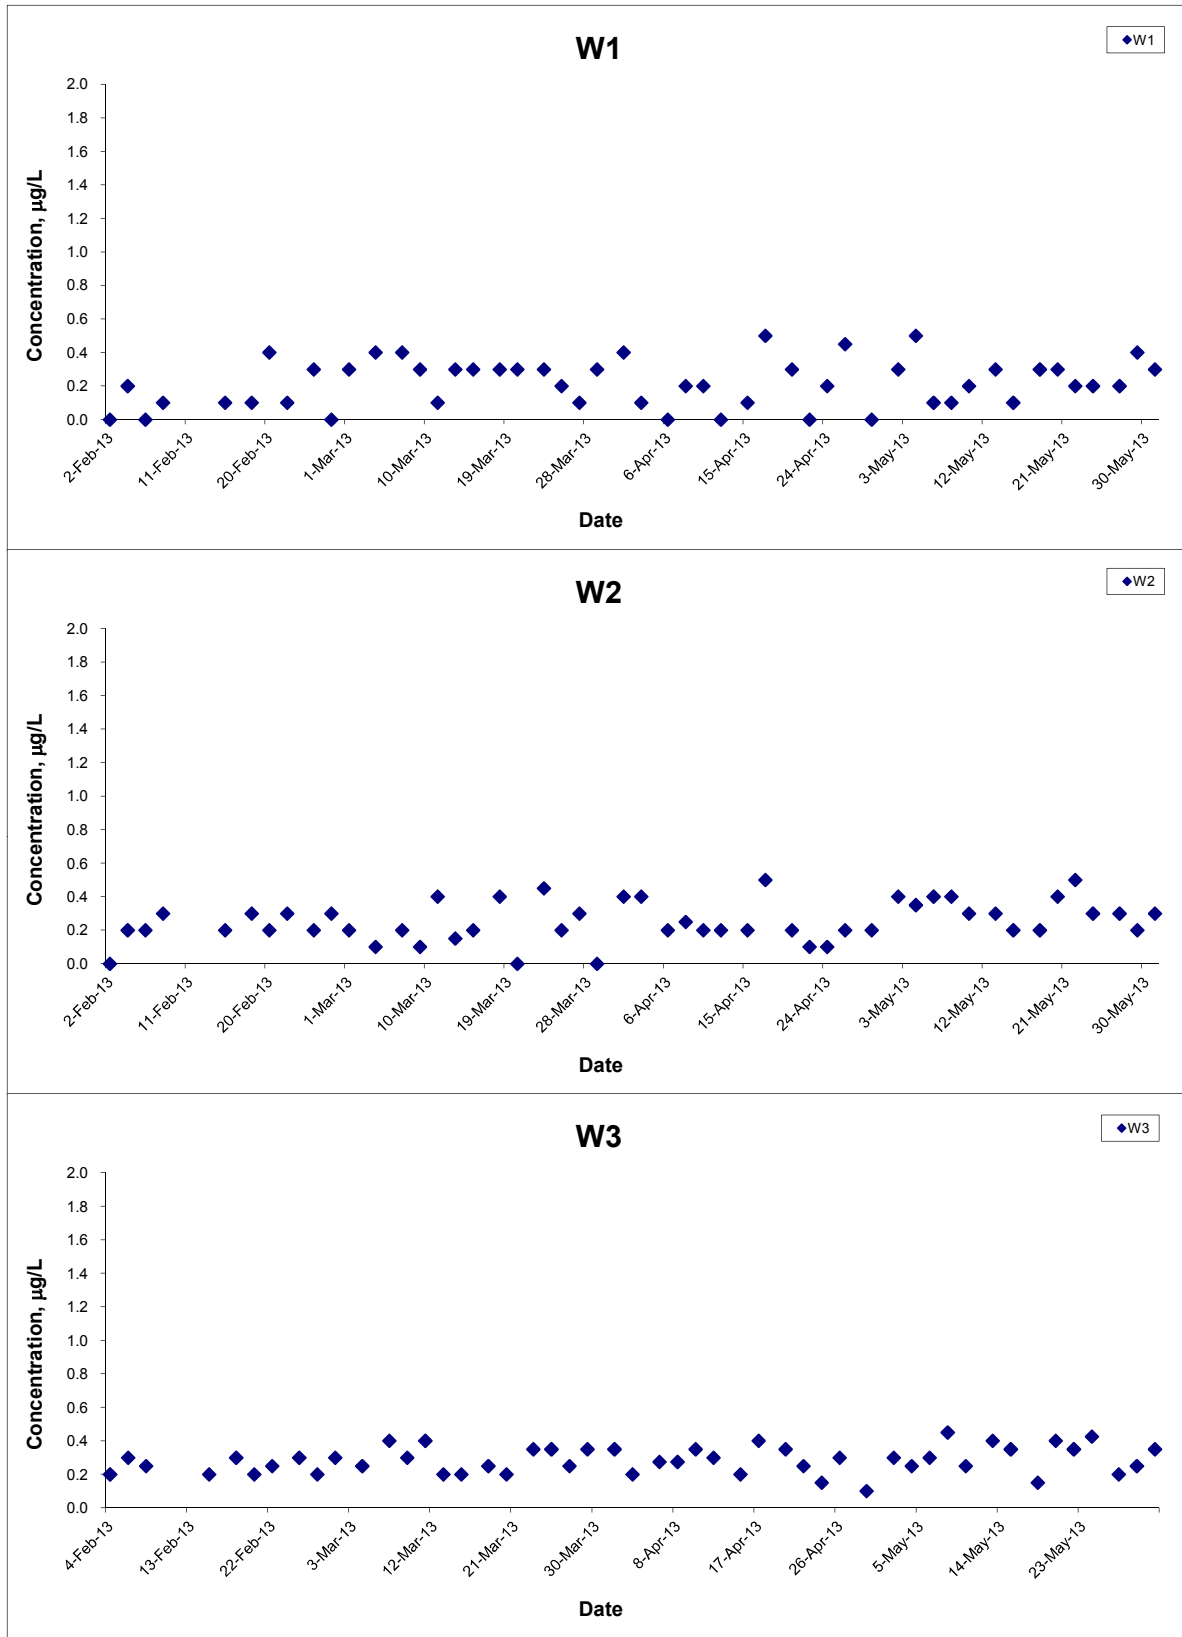 W1
W1
2.0
1.8
1.6
1.4
1.2
1.0
0.8
0.6
0.4
0.2
0.0
Concentration, µg/L
2-Feb-13 11-Feb-13 20-Feb-13 1-Mar-13 10-Mar-13 19-Mar-13 28-Mar-13 6-Apr-13 15-Apr-13 24-Apr-13 3-May-13 12-May-13 21-May-13 30-May-13
Date
W2
W2
2.0
1.8
1.6
1.4
1.2
1.0
0.8
0.6
0.4
0.2
0.0
Concentration, µg/L
2-Feb-13 11-Feb-13 20-Feb-13 1-Mar-13 10-Mar-13 19-Mar-13 28-Mar-13 6-Apr-13 15-Apr-13 24-Apr-13 3-May-13 12-May-13 21-May-13 30-May-13
Date
W3
W3
2.0
1.8
1.6
1.4
1.2
1.0
0.8
0.6
0.4
0.2
0.0
Concentration, µg/L
4-Feb-13 13-Feb-13 22-Feb-13 3-Mar-13 12-Mar-13 21-Mar-13 30-Mar-13 8-Apr-13 17-Apr-13 26-Apr-13 5-May-13 14-May-13 23-May-13
Date